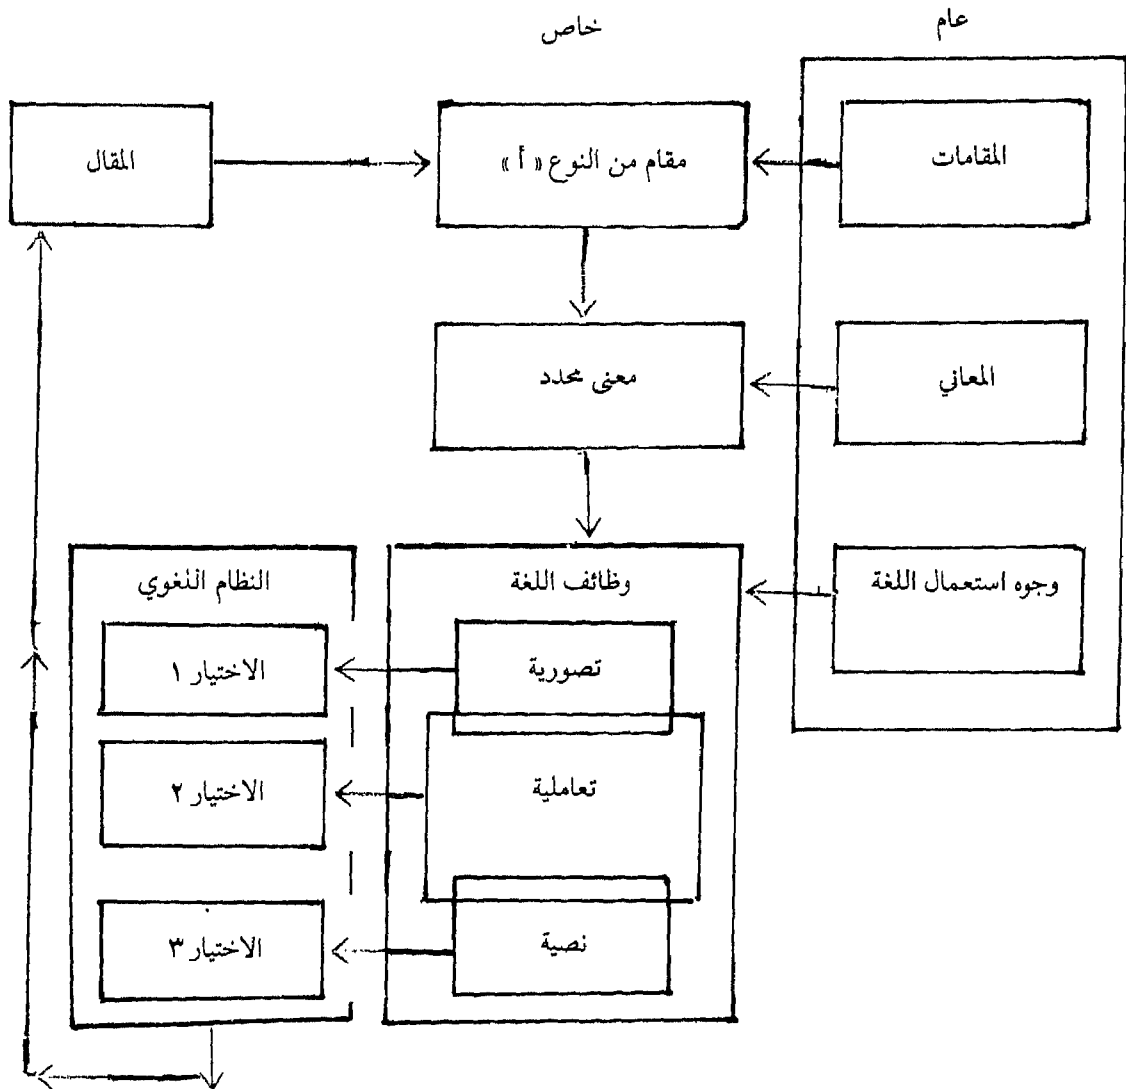 عام
خاص
المقامات
مقام من النوع «أ»
المقال
المعاني
معنى محدد
وجوه استعمال اللغة
وظائف اللغة
النظام اللغوي
تصورية
الاختيار ١
تعاملية
الاختيار ٢
نصية
الاختيار ٣